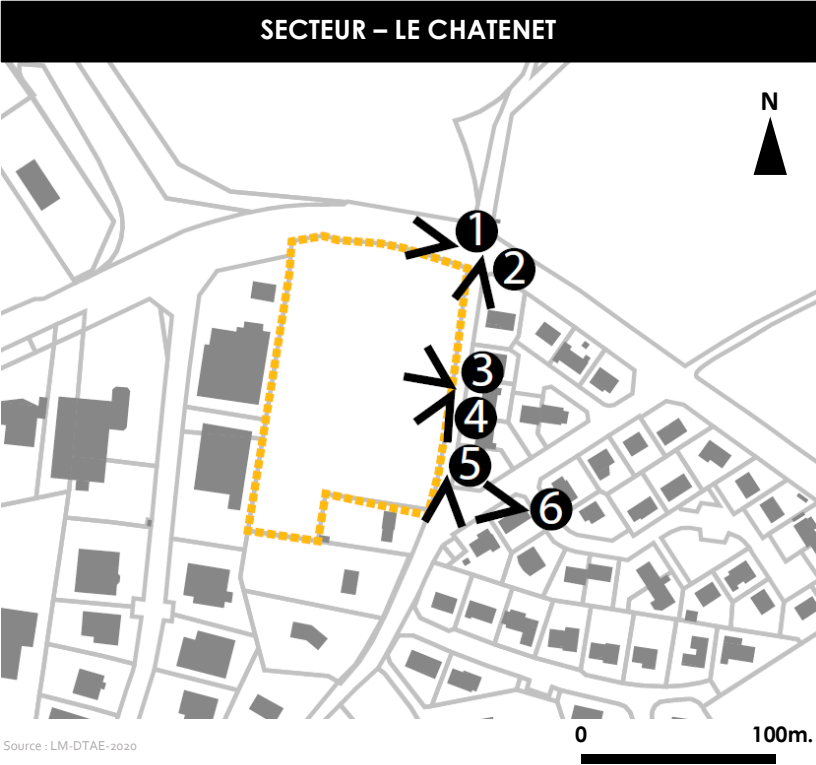 SECTEUR – LE CHATENET
N
1
2
3
4
5
6
0 100m.
Source : LM-DTAE-2020